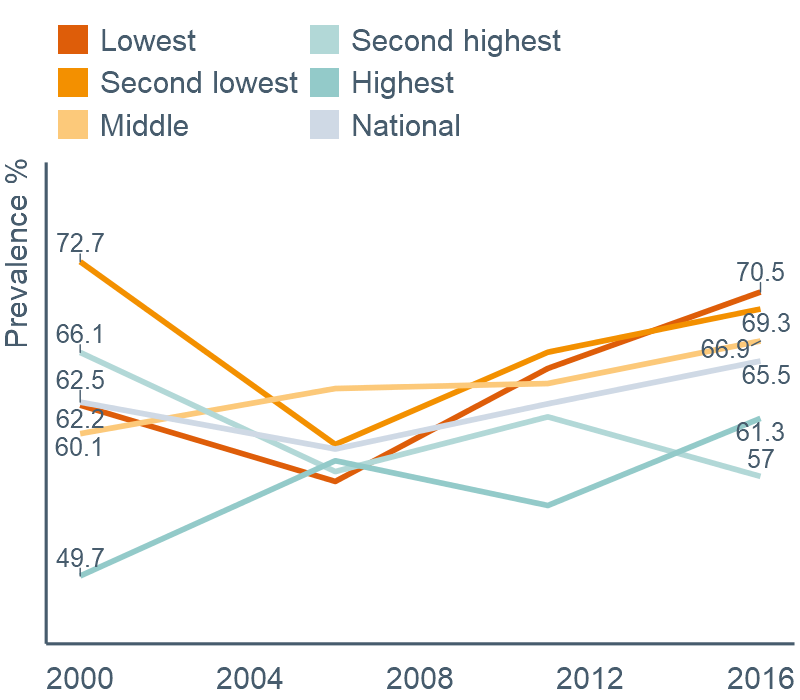 Lowest
Second lowest
Middle
Second highest
Highest
National
Prevalence %
72.7
66.1
62.5
62.2
60.1
49.7
70.5
69.3
66.9
65.5
61.3
57
2000 2004 2008 2012 2016